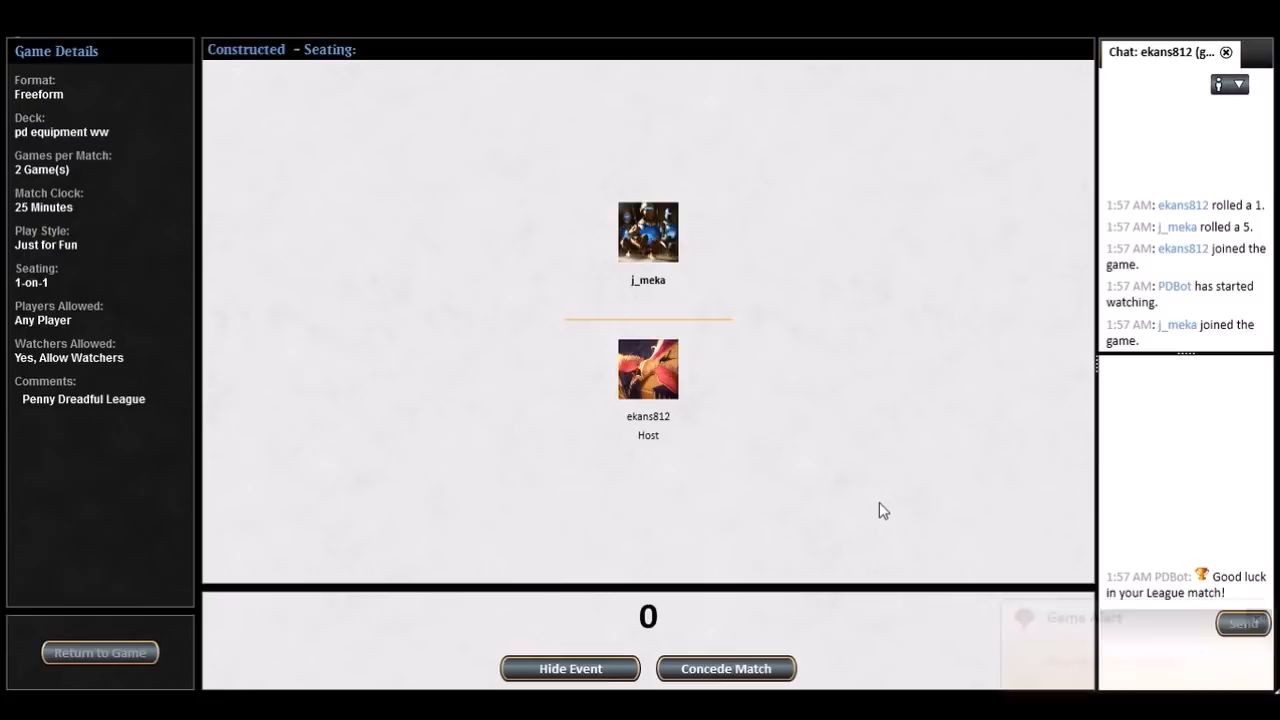 Game Details
Format:
Freeform
Deck:
pd equipment ww
Games per Match:
2 Game(s)
Match Clock:
25 Minutes
Play Style:
Just for Fun
Seating:
1-on-1
Players Allowed:
Any Player
Watchers Allowed:
Yes, Allow Watchers
Comments:
Penny Dreadful League
Return to Game
Constructed - Seating:
j_meka
ekans812
Host
0
Hide Event
Concede Match
Chat: ekans812 (g...
1:57 AM: ekans812 rolled a 1.
1:57 AM: j_meka rolled a 5.
1:57 AM: ekans812 joined the
game.
1:57 AM: PDBot has started
watching.
1:57 AM: j_meka joined the
game.
1:57 AM PDBot: 🏆 Good luck
in your League match!
Game Alert
Send